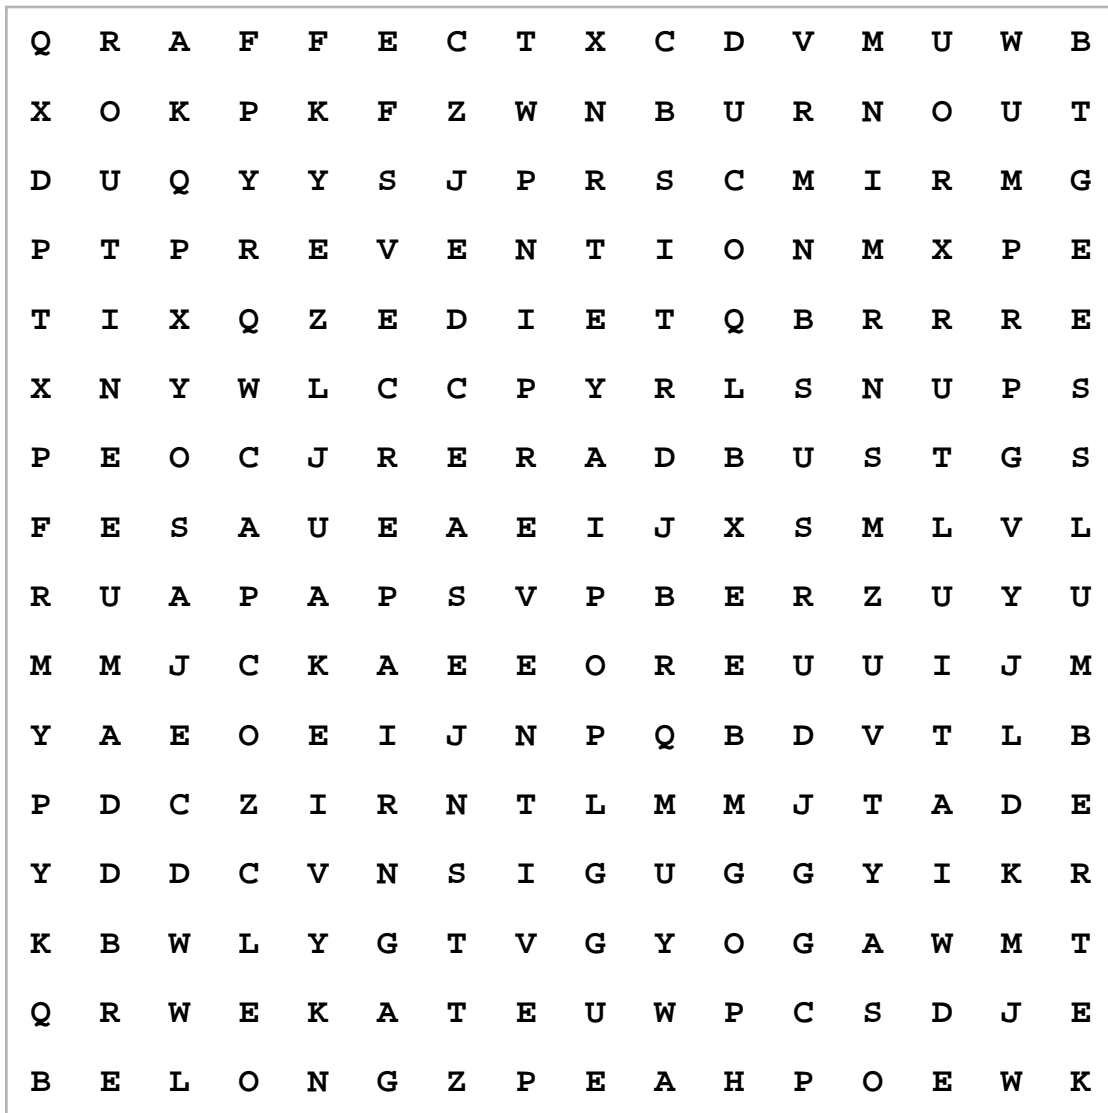 Q R A F F E C T X C D V M U W B
X O K P K F Z W N B U R N O U T
D U Q Y Y S J P R S C M I R M G
P T P R E V E N T I O N M X P E
T I X Q Z E D I E T Q B R R R E
X N Y W L C C P Y R L S N U P S
P E O C J R E R A D B U S T G S
F E S A U E A E I J X S M L V L
R U A P A P S V P B E R Z U Y U
M M J C K A E E O R E U U I J M
Y A E O E I J N P Q B D V T L B
P D C Z I R N T L M M J T A D E
Y D D C V N S I G U G G Y I K R
K B W L Y G T V G Y O G A W M T
Q R W E K A T E U W P C S D J E
B E L O N G Z P E A H P O E W K